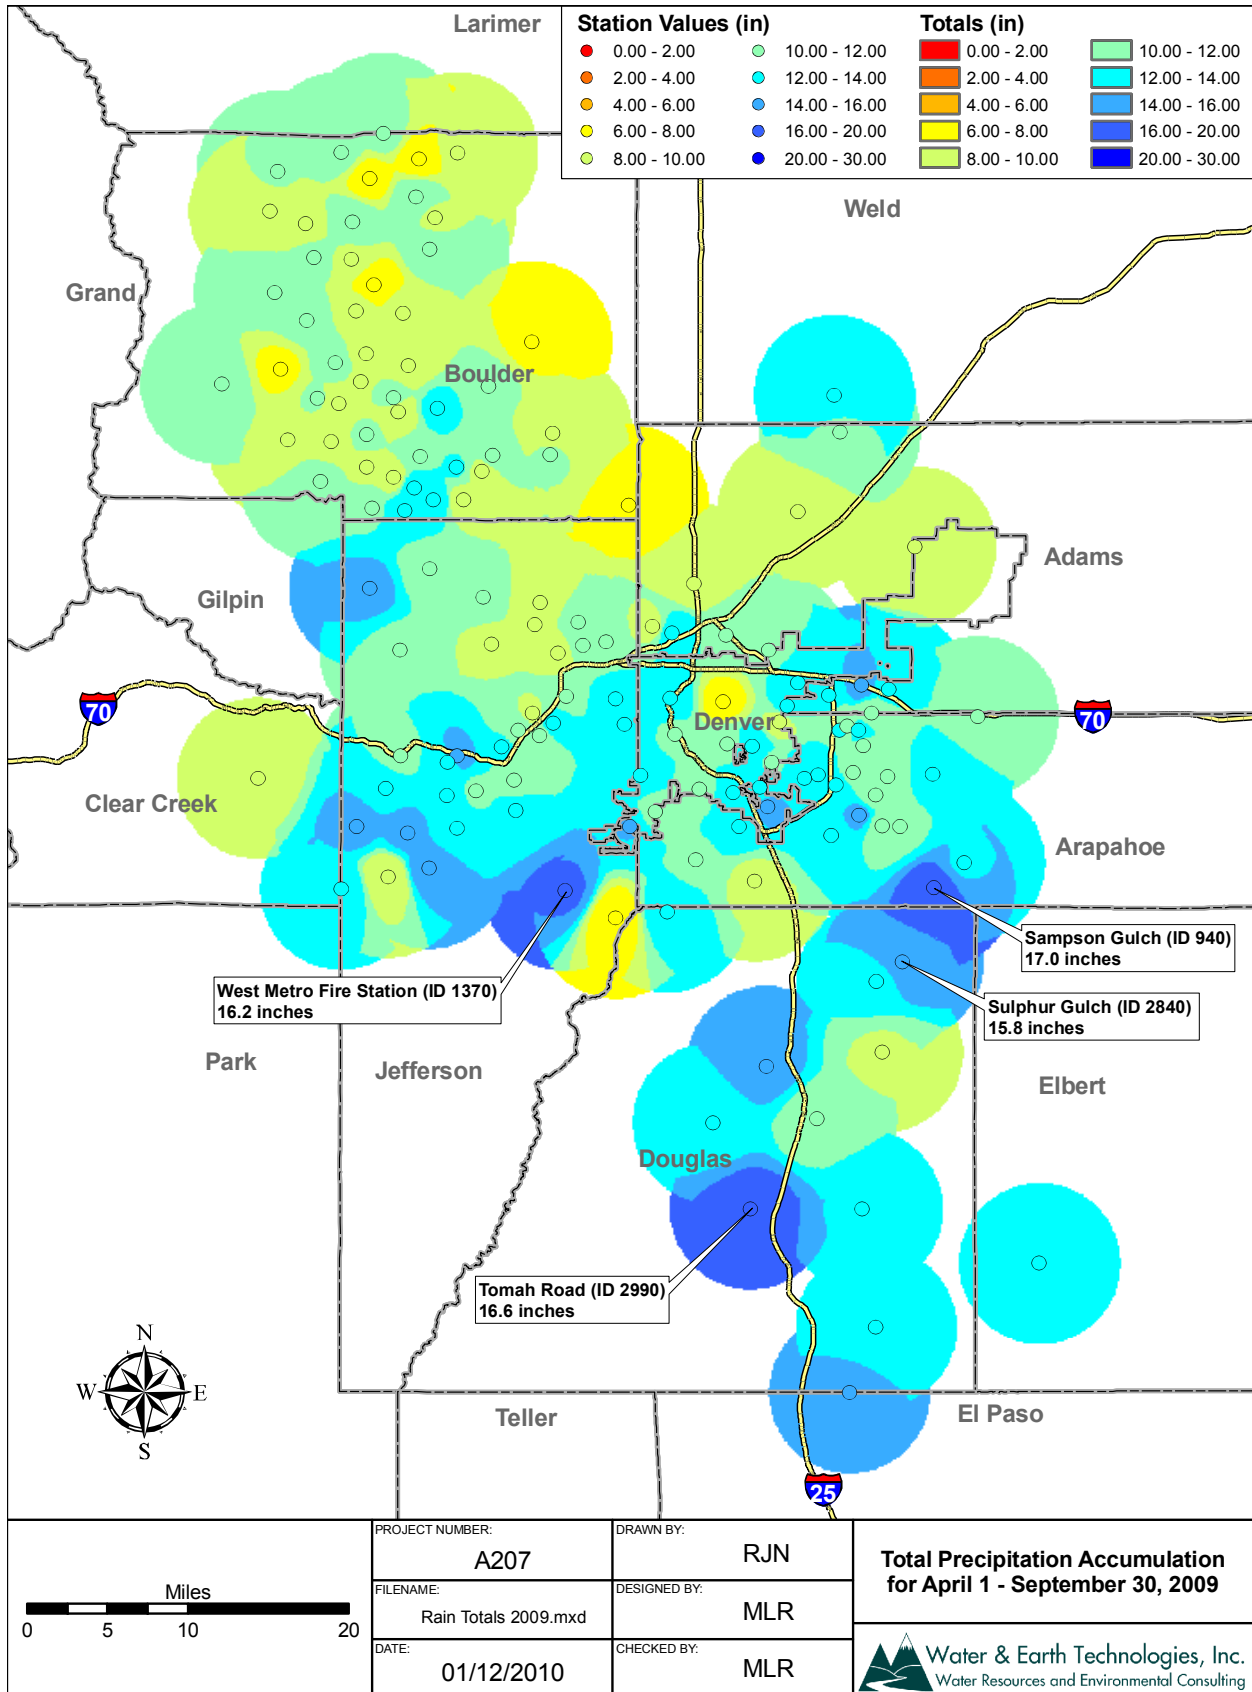 Larimer
Station Values (in)
0.00 - 2.00
2.00 - 4.00
4.00 - 6.00
6.00 - 8.00
8.00 - 10.00
10.00 - 12.00
12.00 - 14.00
14.00 - 16.00
16.00 - 20.00
20.00 - 30.00
Totals (in)
0.00 - 2.00
2.00 - 4.00
4.00 - 6.00
6.00 - 8.00
8.00 - 10.00
10.00 - 12.00
12.00 - 14.00
14.00 - 16.00
16.00 - 20.00
20.00 - 30.00
Weld
Grand
Boulder
Adams
Gilpin
70
70
Denver
Clear Creek
Arapahoe
Sampson Gulch (ID 940)
17.0 inches
West Metro Fire Station (ID 1370)
16.2 inches
Sulphur Gulch (ID 2840)
15.8 inches
Park
Jefferson
Elbert
Douglas
Tomah Road (ID 2990)
16.6 inches
N
W
E
S
Teller
El Paso
25
Miles
0
5
10
20
PROJECT NUMBER:
A207
DRAWN BY:
RJN
FILENAME:
Rain Totals 2009.mxd
DESIGNED BY:
MLR
DATE:
01/12/2010
CHECKED BY:
MLR
Total Precipitation Accumulation
for April 1 - September 30, 2009
Water & Earth Technologies, Inc.
Water Resources and Environmental Consulting